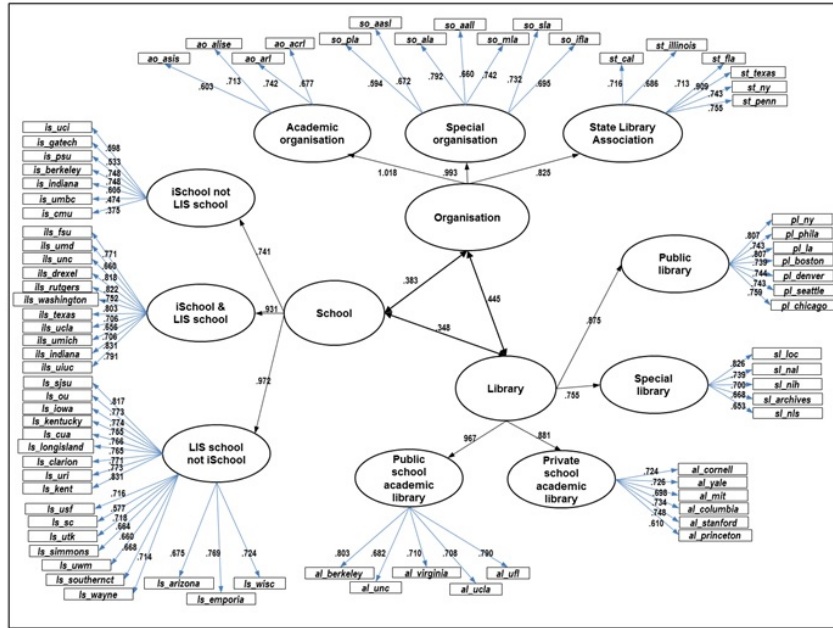 so_aasl
so_aall
so_sla
so_pla
so_ala
so_mla
so_ifla
ao_acrl
ao_alise
ao_arl
ao_asis
st_illinois
st_cal
st_fla
st_texas
st_ny
st_penn
.603
.713
.742
.677
.594
.672
.792
.660
.742
.732
.695
.716
.686
.713
.909
.743
.755
Academic
organisation
Special
organisation
State Library
Association
1.018
.993
.825
Organisation
is_uci
is_gatech
is_psu
is_berkeley
is_indiana
is_umbc
is_cmu
.598
.533
.748
.748
.474
.375
iSchool not
LIS school
.741
ils_fsu
ils_umd
ils_unc
ils_drexel
ils_rutgers
ils_washington
ils_texas
ils_ucla
ils_umich
ils_indiana
ils_uiuc
.771
.660
.818
.822
.752
.803
.706
.656
.706
.831
.791
iSchool &
LIS school
.931
School
.383
.445
.348
ls_sjsu
ls_ou
ls_iowa
ls_kentucky
ls_cua
ls_longisland
ls_clarion
ls_uri
ls_kent
.817
.773
.774
.765
.766
.765
.771
.773
.831
LIS school
not iSchool
.972
ls_usf
ls_sc
ls_utk
ls_simmons
ls_uwm
ls_southernct
ls_wayne
.716
.577
.718
.664
.660
.668
.714
.675
.769
.724
ls_arizona
ls_emporia
ls_wisc
Library
.875
Public
library
pl_ny
pl_phila
pl_la
pl_boston
pl_denver
pl_seattle
pl_chicago
.807
.743
.807
.739
.744
.743
.759
.755
Special
library
sl_loc
sl_nal
sl_nih
sl_archives
sl_nls
.826
.739
.700
.668
.653
.967
.881
Public
school
academic
library
Private
school
academic
library
.724
.726
.698
.734
.748
.610
al_cornell
al_yale
al_mit
al_columbia
al_stanford
al_princeton
.803
.682
.710
.708
.790
al_berkeley
al_unc
al_virginia
al_ucla
al_ufl